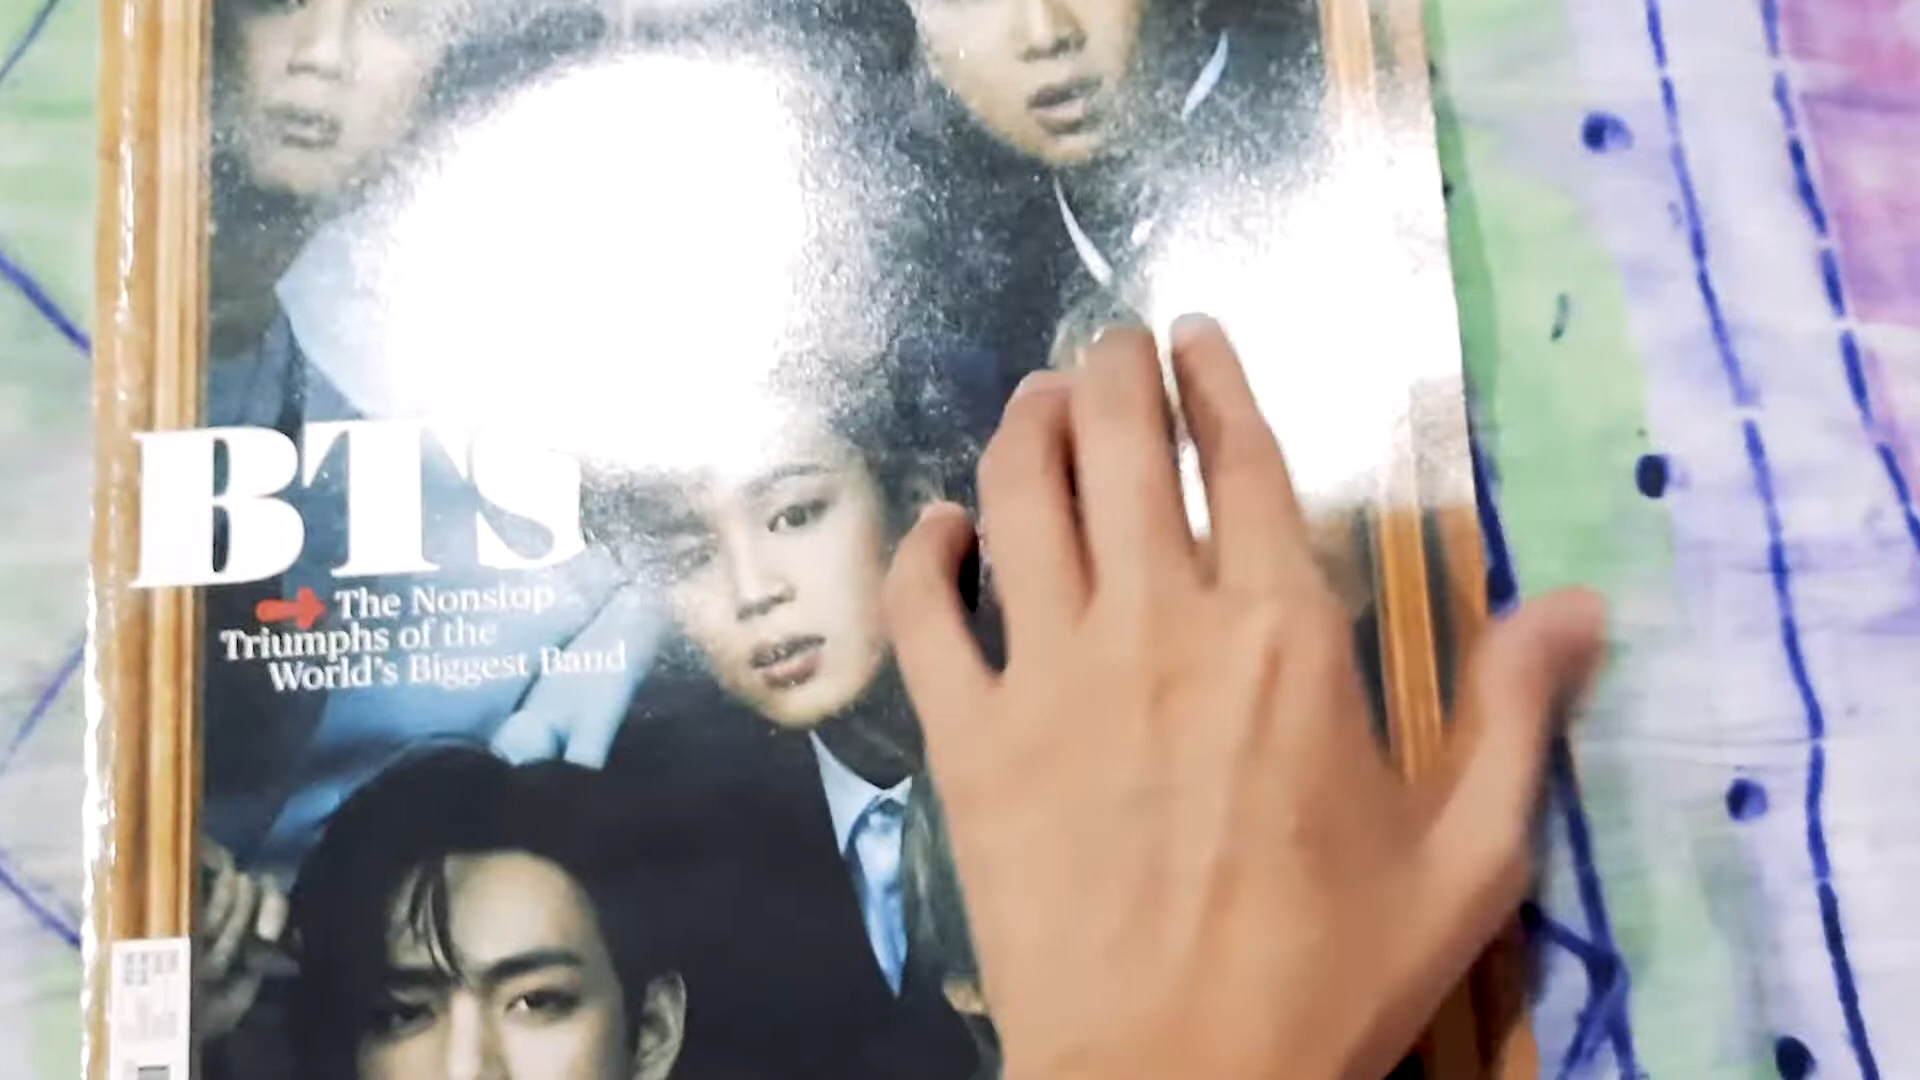 BTS
The Nonstop
Triumphs of the
World's Biggest Band